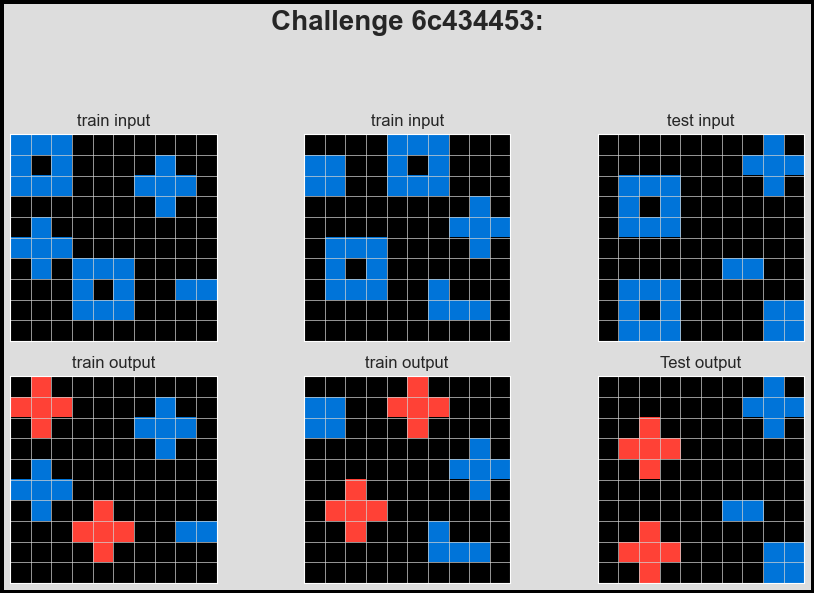 Challenge 6c434453:
train input
train input
test input
train output
train output
Test output